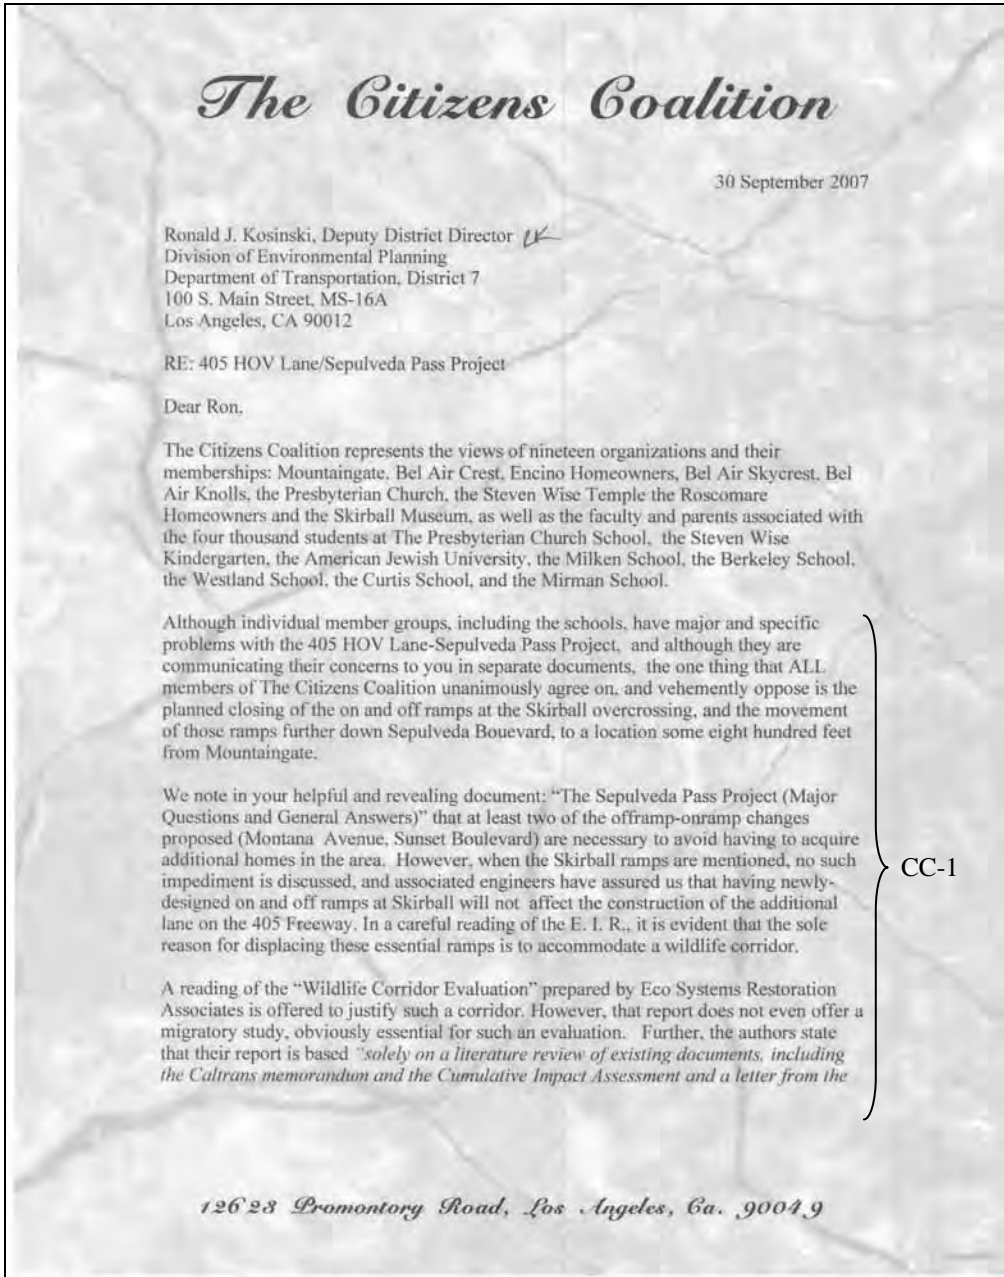 The Citizens Coalition
30 September 2007
Ronald J. Kosinski, Deputy District Director
Division of Environmental Planning
Department of Transportation, District 7
100 S. Main Street, MS-16A
Los Angeles, CA 90012
RE: 405 HOV Lane/Sepulveda Pass Project
Dear Ron,
The Citizens Coalition represents the views of nineteen organizations and their
memberships: Mountaingate, Bel Air Crest, Encino Homeowners, Bel Air Skycrest, Bel
Air Knolls, the Presbyterian Church, the Steven Wise Temple the Roscomare
Homeowners and the Skirball Museum, as well as the faculty and parents associated with
the four thousand students at The Presbyterian Church School, the Steven Wise
Kindergarten, the American Jewish University, the Milken School, the Berkeley School,
the Westland School, the Curtis School, and the Mirman School.
Although individual member groups, including the schools, have major and specific
problems with the 405 HOV Lane-Sepulveda Pass Project, and although they are
communicating their concerns to you in separate documents, the one thing that ALL
members of The Citizens Coalition unanimously agree on, and vehemently oppose is the
planned closing of the on and off ramps at the Skirball overcrossing, and the movement
of those ramps further down Sepulveda Bouevard, to a location some eight hundred feet
from Mountaingate.
We note in your helpful and revealing document: “The Sepulveda Pass Project (Major
Questions and General Answers)” that at least two of the offramp-onramp changes
proposed (Montana Avenue, Sunset Boulevard) are necessary to avoid having to acquire
additional homes in the area. However, when the Skirball ramps are mentioned, no such
impediment is discussed, and associated engineers have assured us that having newly-
designed on and off ramps at Skirball will not affect the construction of the additional
lane on the 405 Freeway. In a careful reading of the E. I. R., it is evident that the sole
reason for displacing these essential ramps is to accommodate a wildlife corridor.
CC-1
A reading of the “Wildlife Corridor Evaluation” prepared by Eco Systems Restoration
Associates is offered to justify such a corridor. However, that report does not even offer a
migratory study, obviously essential for such an evaluation. Further, the authors state
that their report is based “solely on a literature review of existing documents, including
the Caltrans memorandum and the Cumulative Impact Assessment and a letter from the
12623 Promontory Road, Los Angeles, Ca. 90049